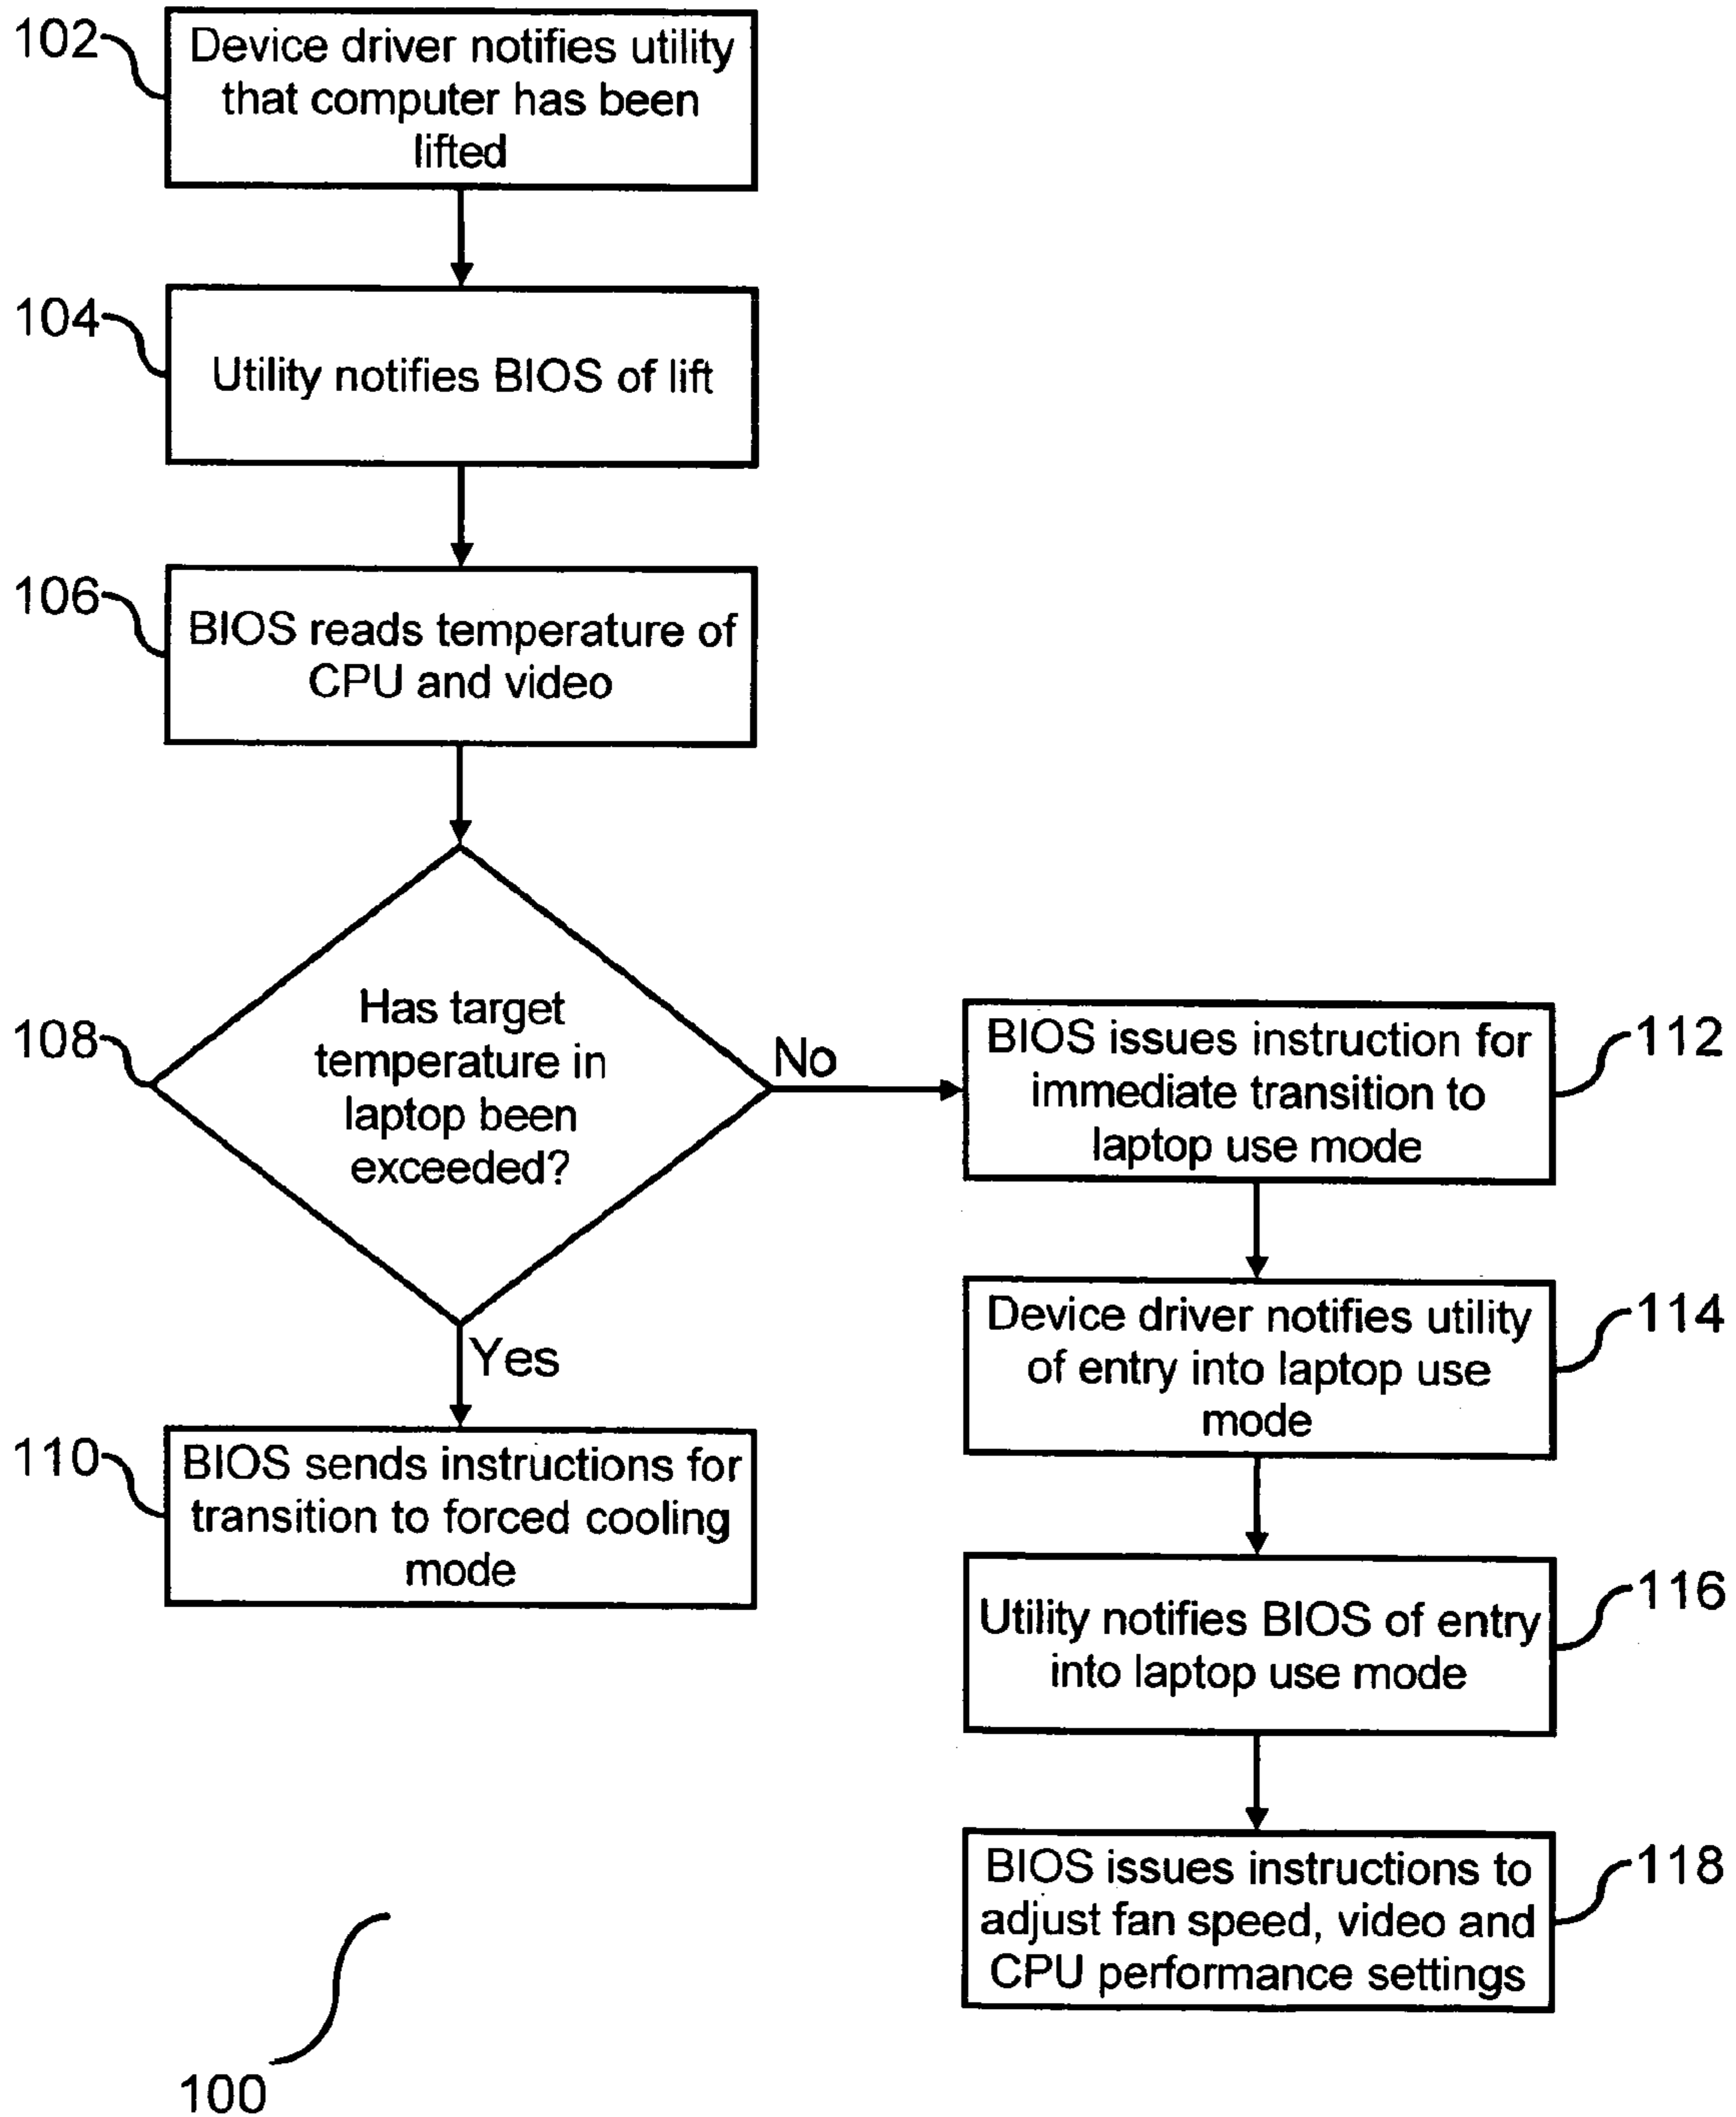 102
Device driver notifies utility
that computer has been
lifted
104
Utility notifies BIOS of lift
106
BIOS reads temperature of
CPU and video
108
Has target
temperature in
laptop been
exceeded?
No
Yes
110
BIOS sends instructions for
transition to forced cooling
mode
BIOS issues instruction for
immediate transition to
laptop use mode
112
Device driver notifies utility
of entry into laptop use
mode
114
Utility notifies BIOS of entry
into laptop use mode
116
BIOS issues instructions to
adjust fan speed, video and
CPU performance settings
118
100